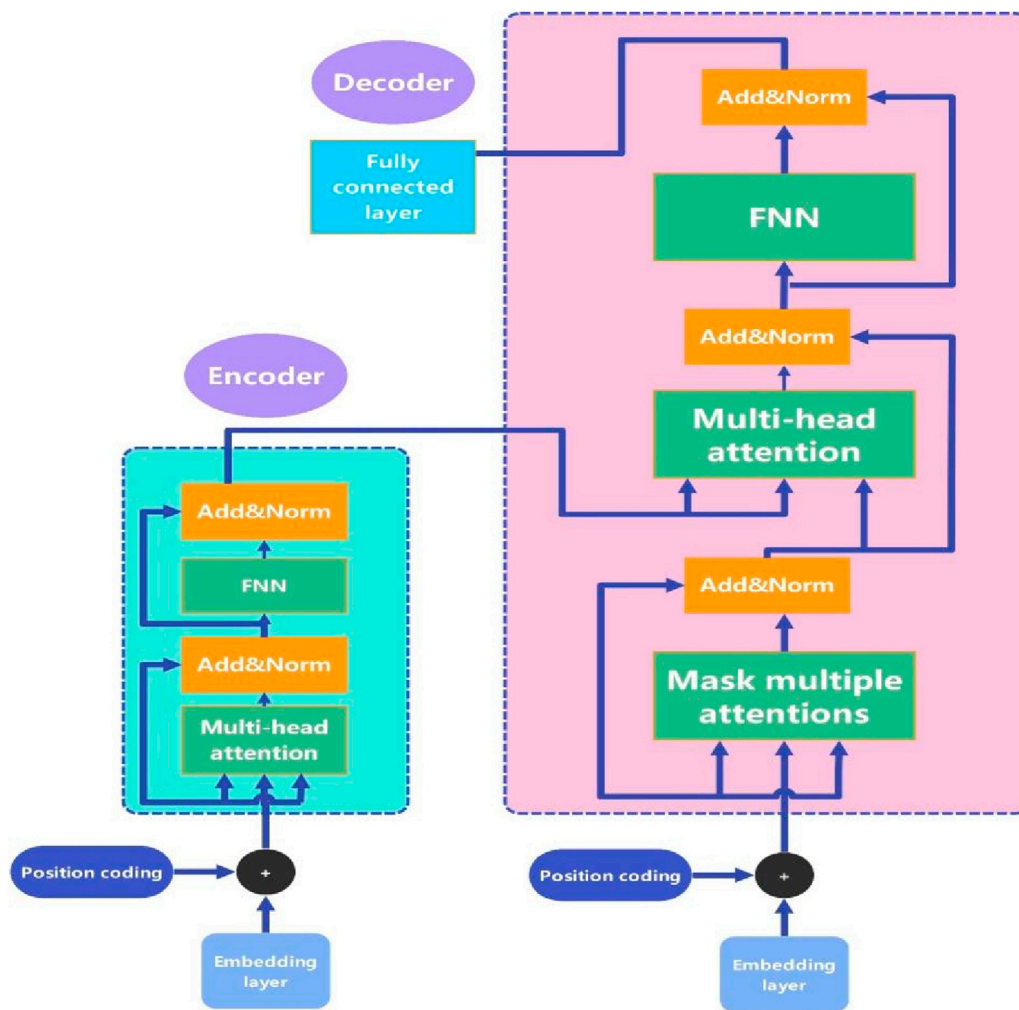 Decoder
Fully
connected
layer
Add&Norm
FNN
Add&Norm
Multi-head
attention
Add&Norm
Mask multiple
attentions
Position coding
+
Embedding
layer
Encoder
Add&Norm
FNN
Add&Norm
Multi-head
attention
Position coding
+
Embedding
layer